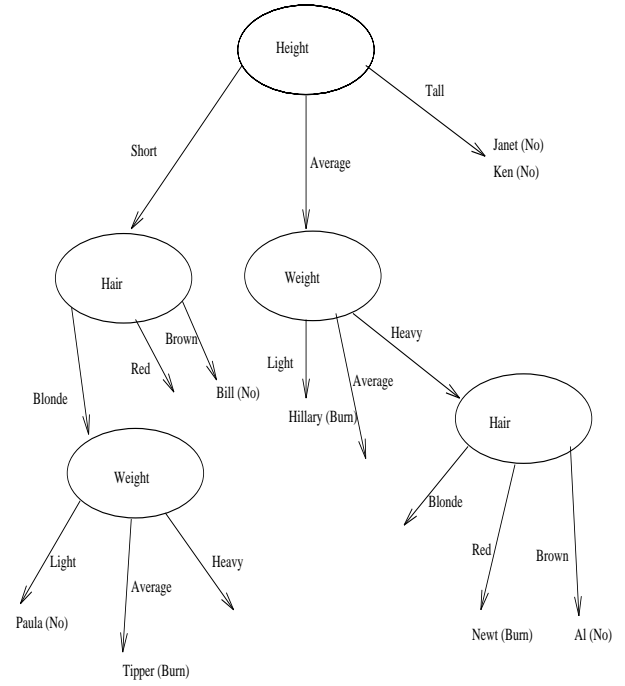 Height
Tall
Short
Janet (No)
Average
Ken (No)
Hair
Weight
Brown
Heavy
Light
Red
Average
Bill (No)
Blonde
Hillary (Burn)
Hair
Weight
Blonde
Red
Brown
Light
Heavy
Average
Paula (No)
Newt (Burn)
Al (No)
Tipper (Burn)